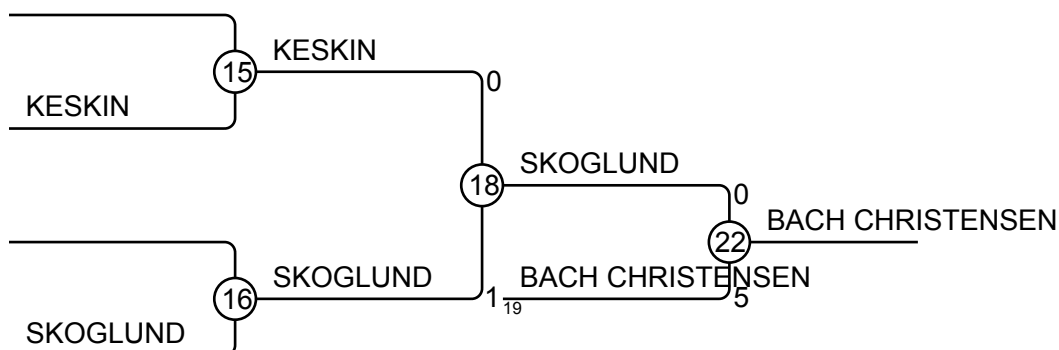 KESKIN
15
0
KESKIN
SKOGLUND
18
0
BACH CHRISTENSEN
22
SKOGLUND
BACH CHRISTENSEN
16
1
19
5
SKOGLUND